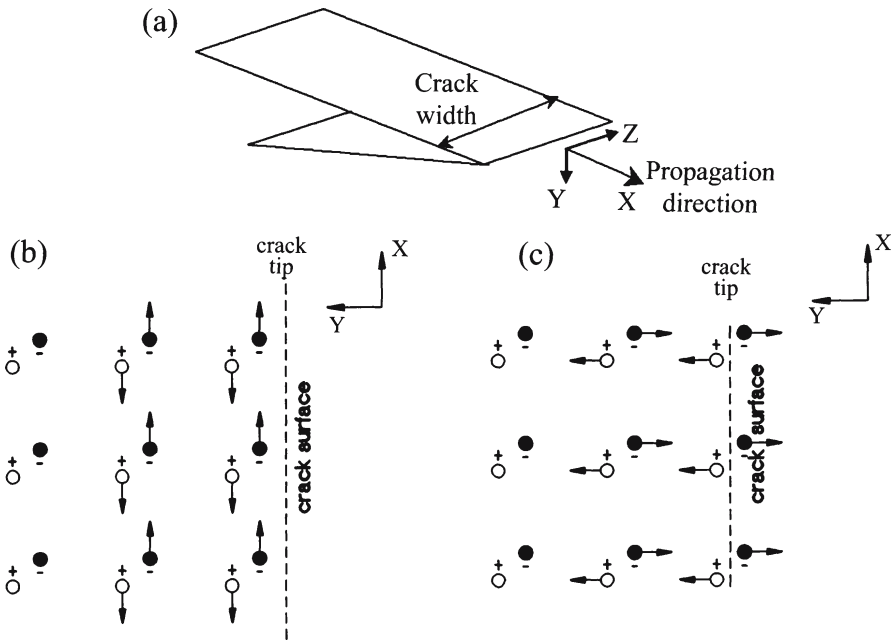 (a)
Crack
width
Z
Y
X
Propagation
direction
(b)
crack
tip
X
Y
+ - + - + -
+ - + - + -
+ - + - + -
crack surface
(c)
crack
tip
X
Y
+ - + - + -
+ - + - + -
+ - + - + -
crack surface